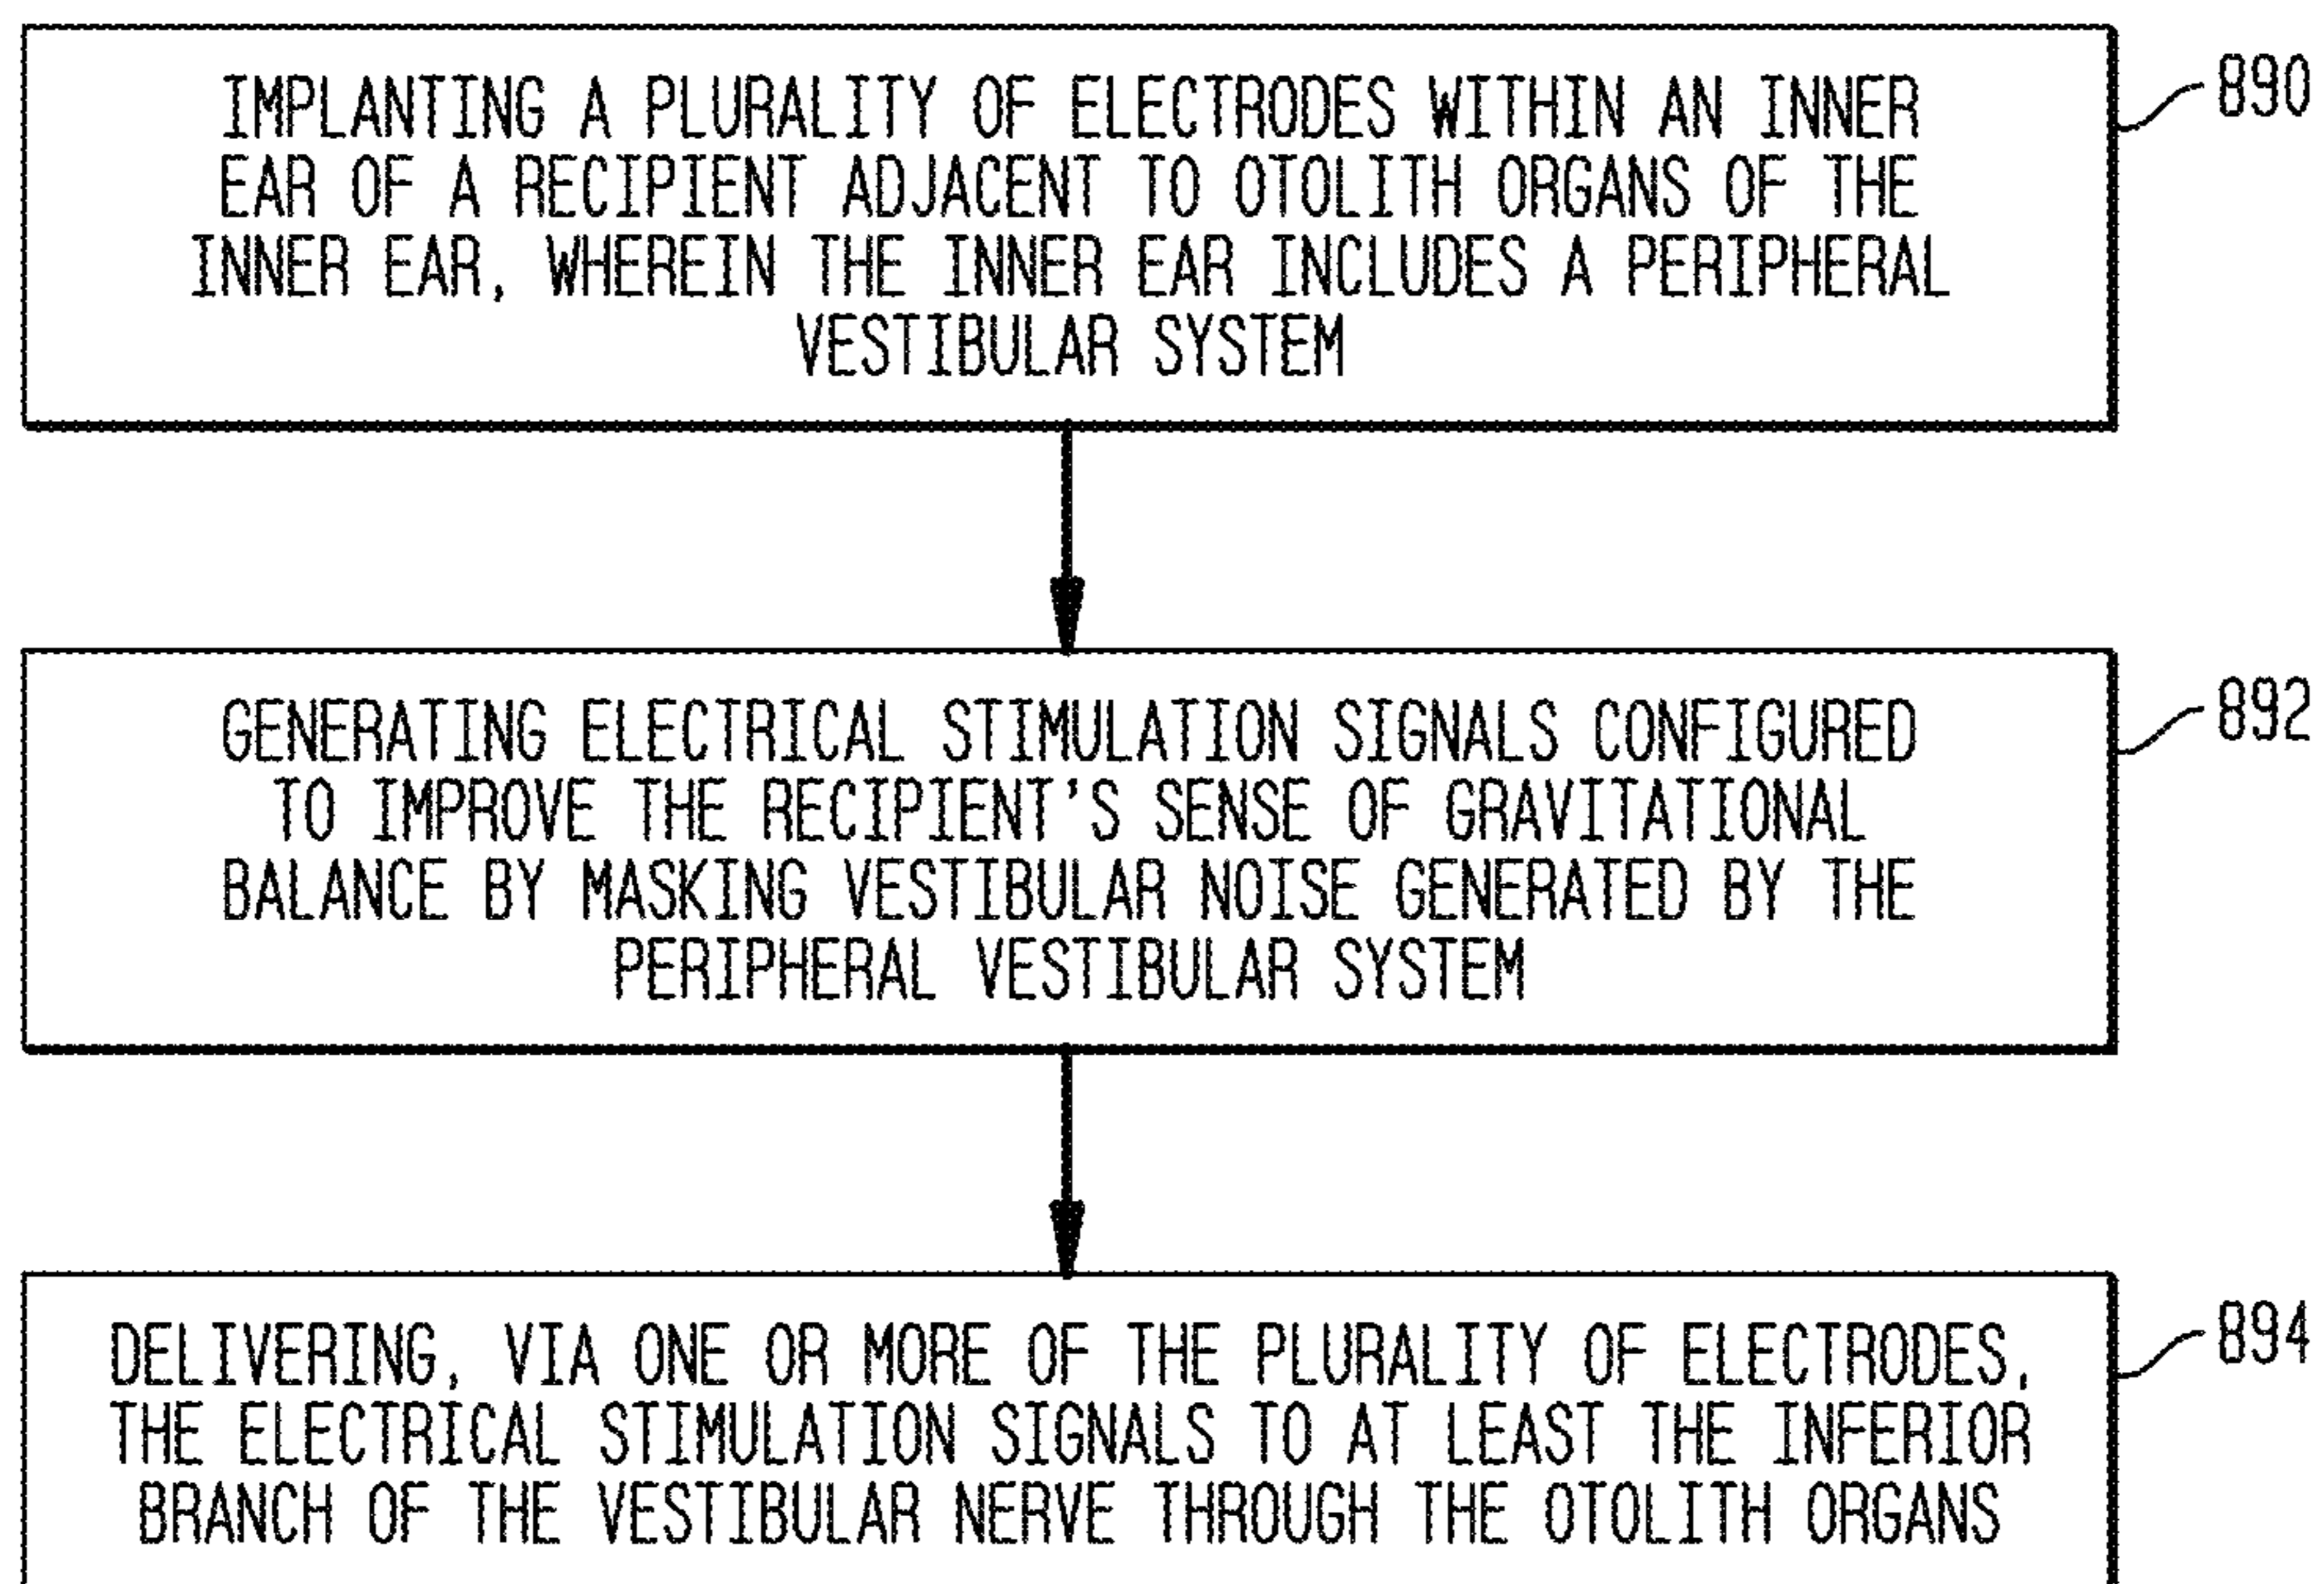 IMPLANTING A PLURALITY OF ELECTRODES WITHIN AN INNER
EAR OF A RECIPIENT ADJACENT TO OTOLITH ORGANS OF THE
INNER EAR, WHEREIN THE INNER EAR INCLUDES A PERIPHERAL
VESTIBULAR SYSTEM
890
GENERATING ELECTRICAL STIMULATION SIGNALS CONFIGURED
TO IMPROVE THE RECIPIENT'S SENSE OF GRAVITATIONAL
BALANCE BY MASKING VESTIBULAR NOISE GENERATED BY THE
PERIPHERAL VESTIBULAR SYSTEM
892
DELIVERING, VIA ONE OR MORE OF THE PLURALITY OF ELECTRODES,
THE ELECTRICAL STIMULATION SIGNALS TO AT LEAST THE INFERIOR
BRANCH OF THE VESTIBULAR NERVE THROUGH THE OTOLITH ORGANS
894